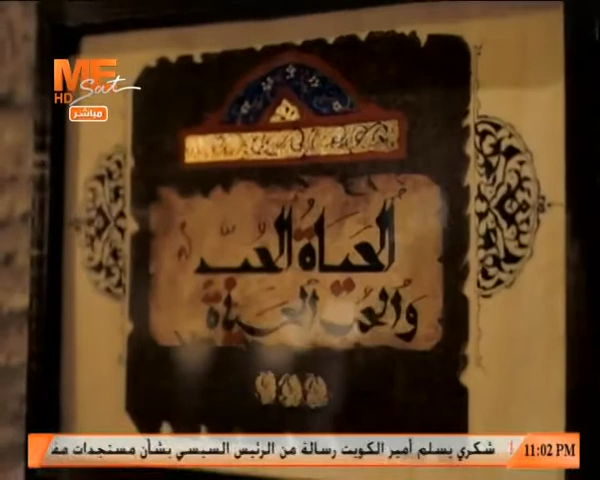 ME
HD Sat
مباشر
الحياة الحب
والحب الحياة
شكري يسلم أمير الكويت رسالة من الرئيس السيسي بشأن مستجدات
11:02 PM